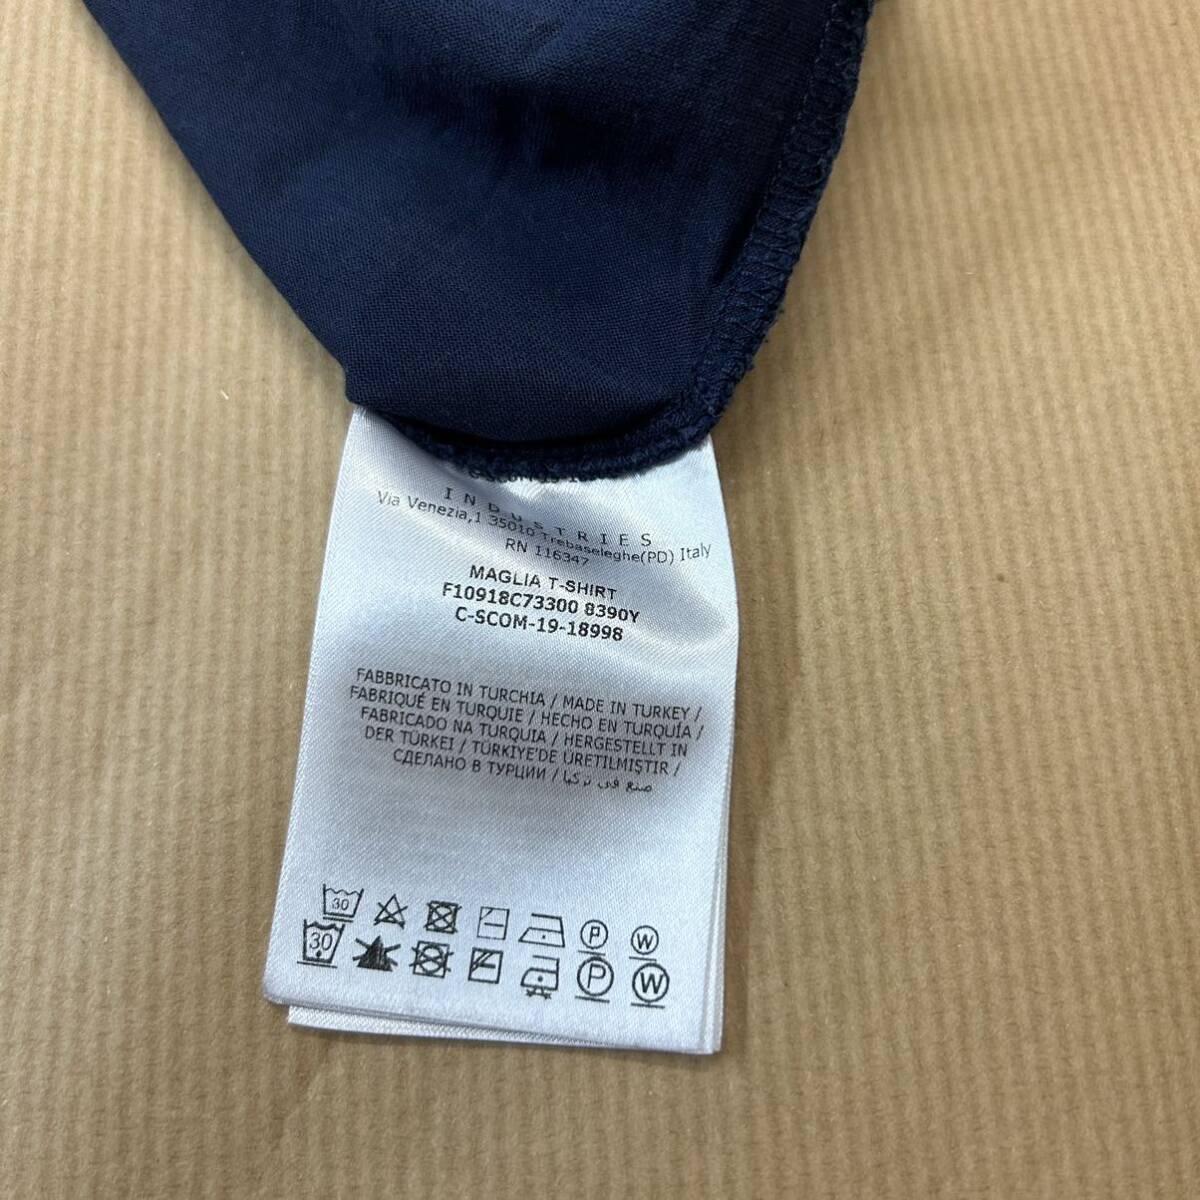 INDUSTRIES
Via Venezia,1 35010 Trebaseleghe(PD) Italy
RN 116347
MAGLIA T-SHIRT
F10918C73300 8390Y
C-SCOM-19-18998
FABBRICATO IN TURCHIA / MADE IN TURKEY /
FABRIQUÉ EN TURQUIE / HECHO EN TURQUÍA /
FABRICADO NA TURQUIA / HERGESTELLT IN
DER TÜRKEI / TÜRKIYE'DE ÜRETILMIŞTIR /
СДЕЛАНО В ТУРЦИИ / صنع في تركيا
30 P W
30 P W